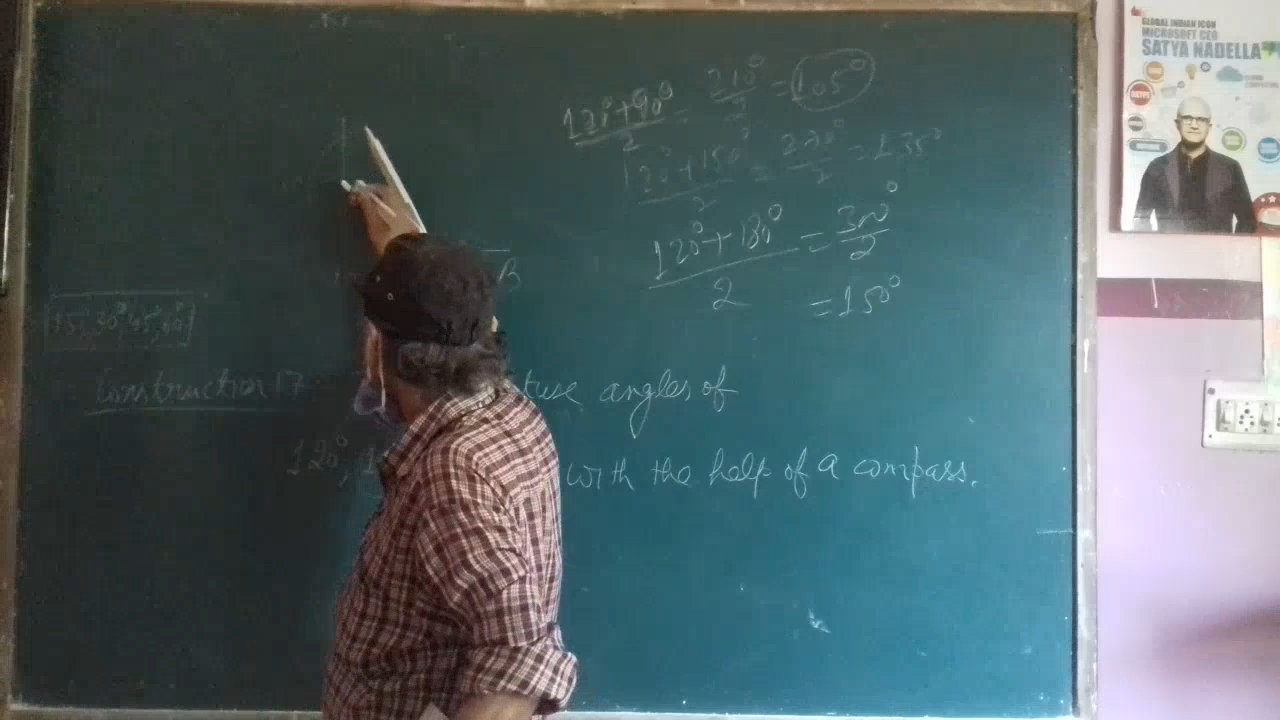 120° + 90° / 2 = 210° / 2 = 105°
120° + 150° / 2 = 270° / 2 = 135°
120° + 180° / 2 = 300° / 2
= 150°
B
15°, 30°, 45°, 60°
Construction 17
angles of
120°,
with the help of a compass.
GLOBAL INDIAN ICON
MICROSOFT CEO
SATYA NADELLA